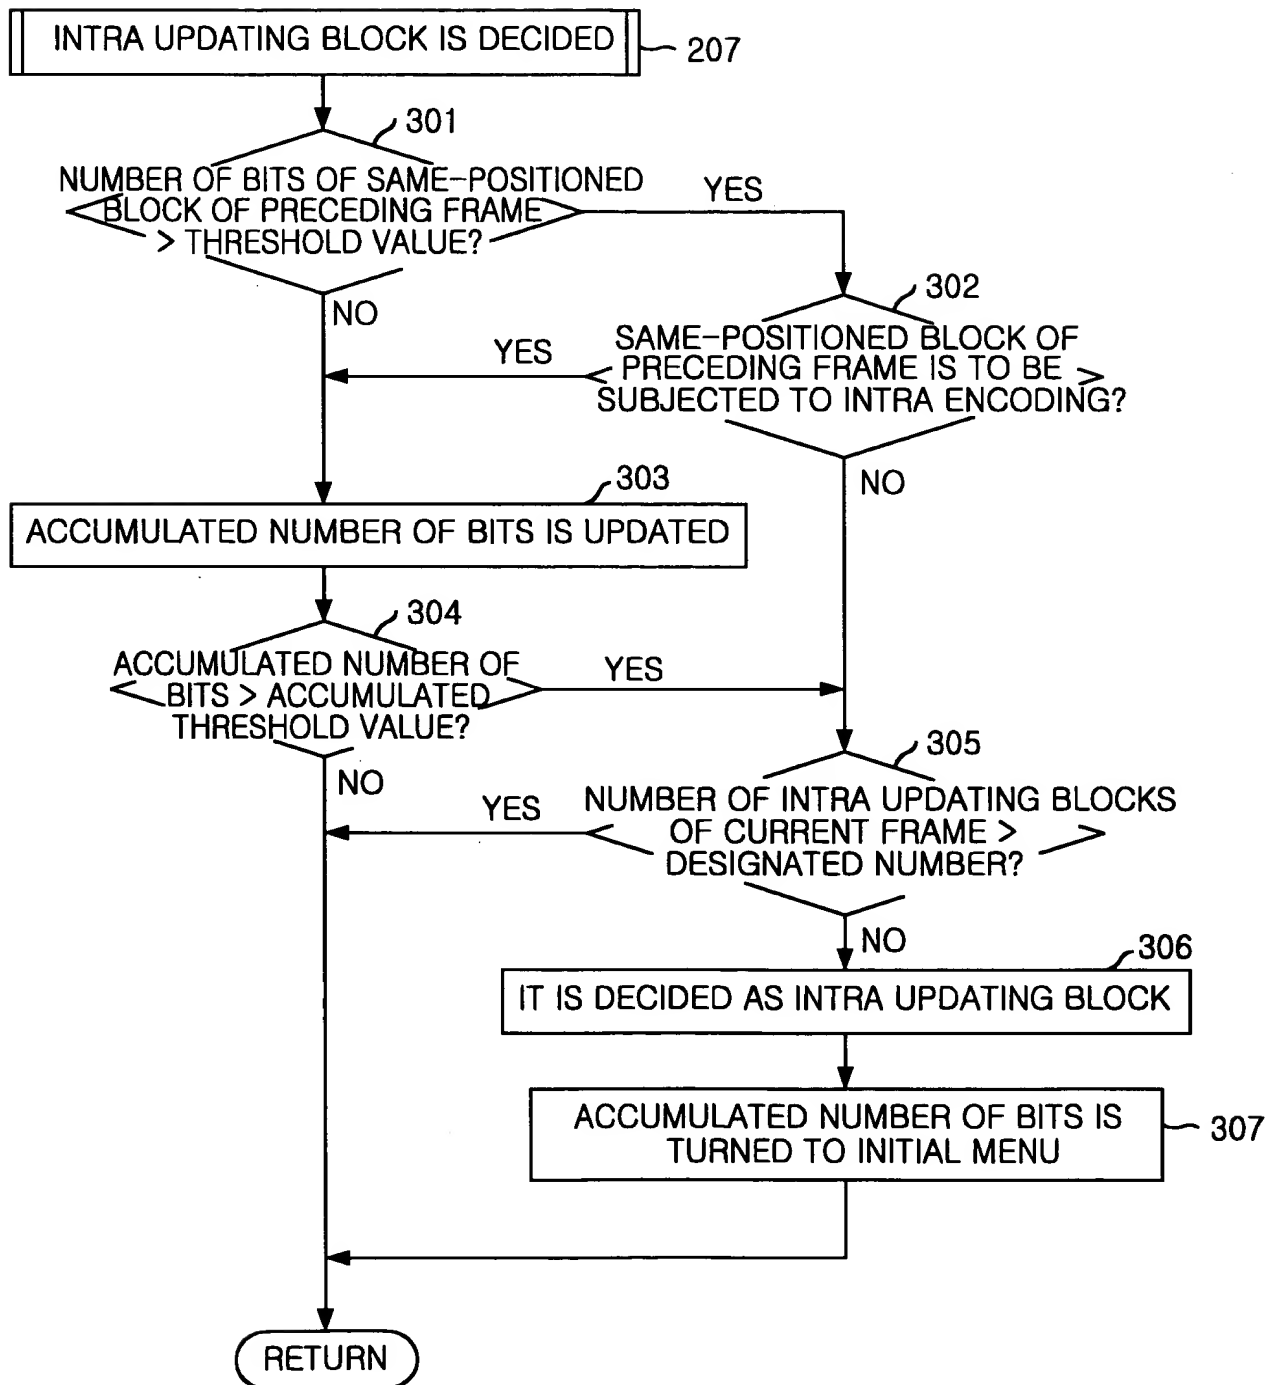 INTRA UPDATING BLOCK IS DECIDED
207
301
NUMBER OF BITS OF SAME-POSITIONED
BLOCK OF PRECEDING FRAME
> THRESHOLD VALUE?
YES
NO
302
SAME-POSITIONED BLOCK OF
PRECEDING FRAME IS TO BE
SUBJECTED TO INTRA ENCODING?
YES
NO
303
ACCUMULATED NUMBER OF BITS IS UPDATED
304
ACCUMULATED NUMBER OF
BITS > ACCUMULATED
THRESHOLD VALUE?
YES
NO
305
NUMBER OF INTRA UPDATING BLOCKS
OF CURRENT FRAME >
DESIGNATED NUMBER?
YES
NO
306
IT IS DECIDED AS INTRA UPDATING BLOCK
ACCUMULATED NUMBER OF BITS IS
TURNED TO INITIAL MENU
307
RETURN